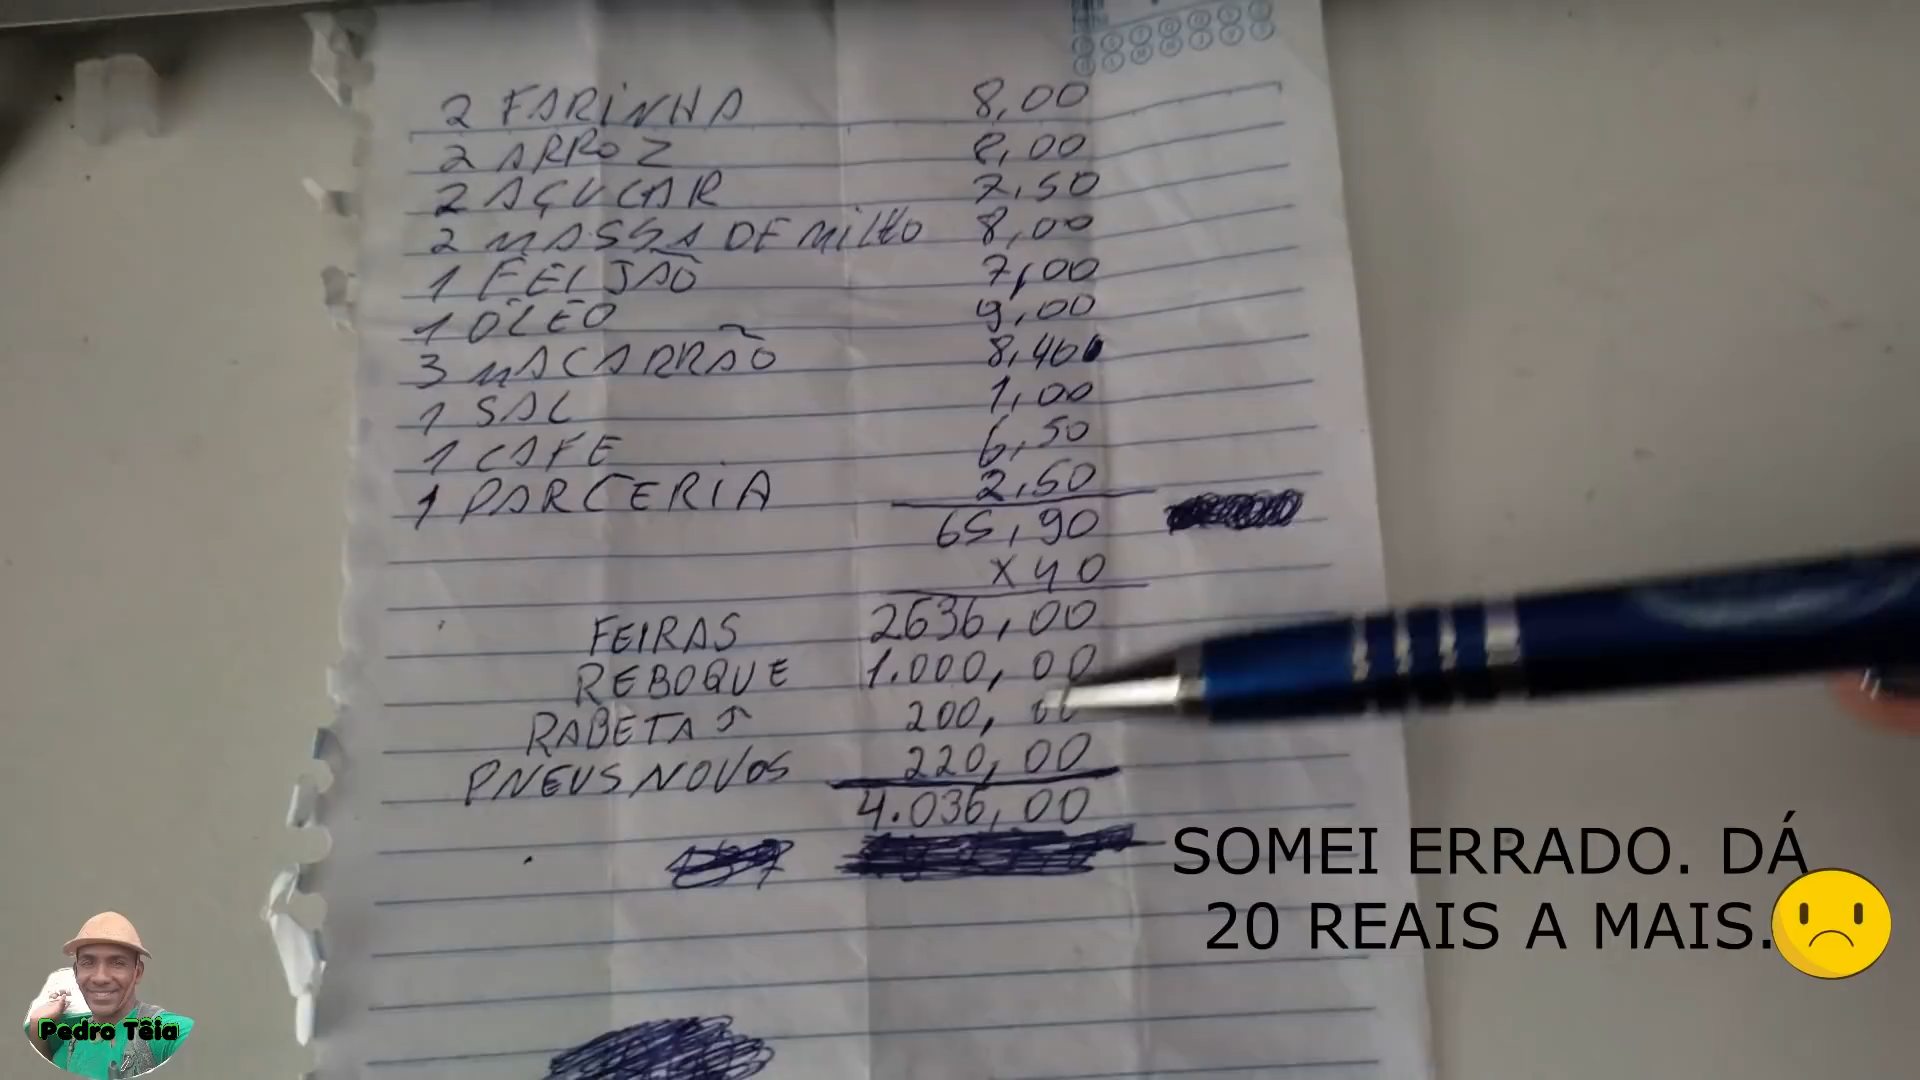 2 FARINHA 8,00
2 ARROZ 8,00
2 AÇUCAR 7,50
2 MASSA DE MILHO 8,00
1 FEIJÃO 7,00
1 ÓLEO 9,00
3 MACARRÃO 8,40
1 SAL 1,00
1 CAFE 6,50
1 PARCERIA 2,50
65,90
X 40
FEIRAS 2636,00
REBOQUE 1.000,00
RABETAS 200,00
PNEUS NOVOS 220,00
4.036,00
SOMEI ERRADO. DÁ
20 REAIS A MAIS.
Pedro Têia